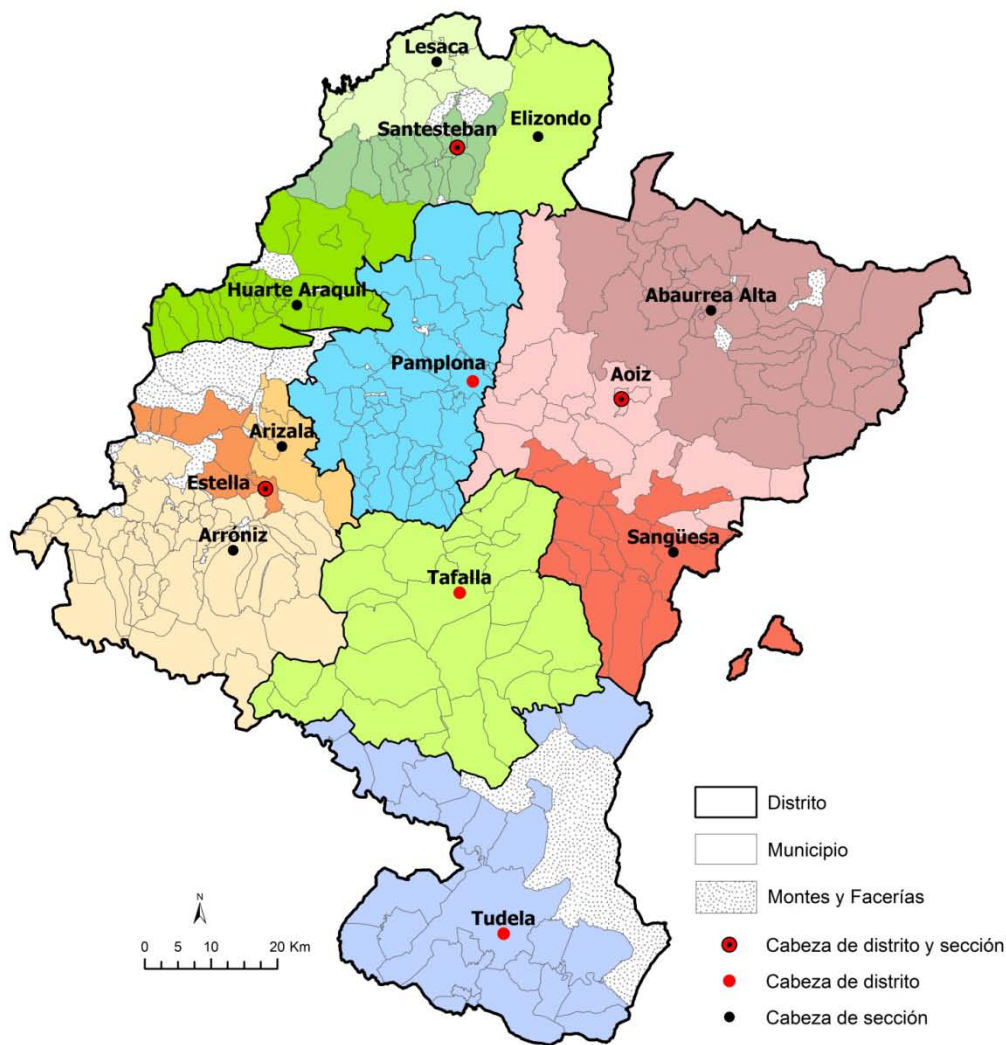 Lesaca
Elizondo
Santesteban
Huarte Araquil
Abaurrea Alta
Pamplona
Aoiz
Arizala
Estella
Arróniz
Sangüesa
Tafalla
Tudela
Distrito
Municipio
Montes y Facerías
Cabeza de distrito y sección
Cabeza de distrito
Cabeza de sección
N
0 5 10 20 Km